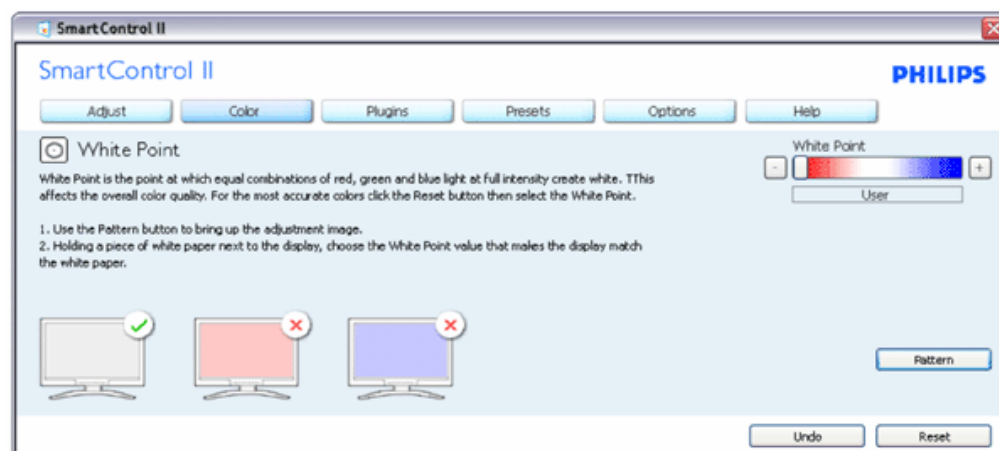 SmartControl II
SmartControl II
PHILIPS
Adjust
Color
Plugins
Presets
Options
Help
White Point
White Point is the point at which equal combinations of red, green and blue light at full intensity create white. TThis
affects the overall color quality. For the most accurate colors click the Reset button then select the White Point.
1. Use the Pattern button to bring up the adjustment image.
2. Holding a piece of white paper next to the display, choose the White Point value that makes the display match
the white paper.
White Point
-
+
User
Pattern
Undo
Reset